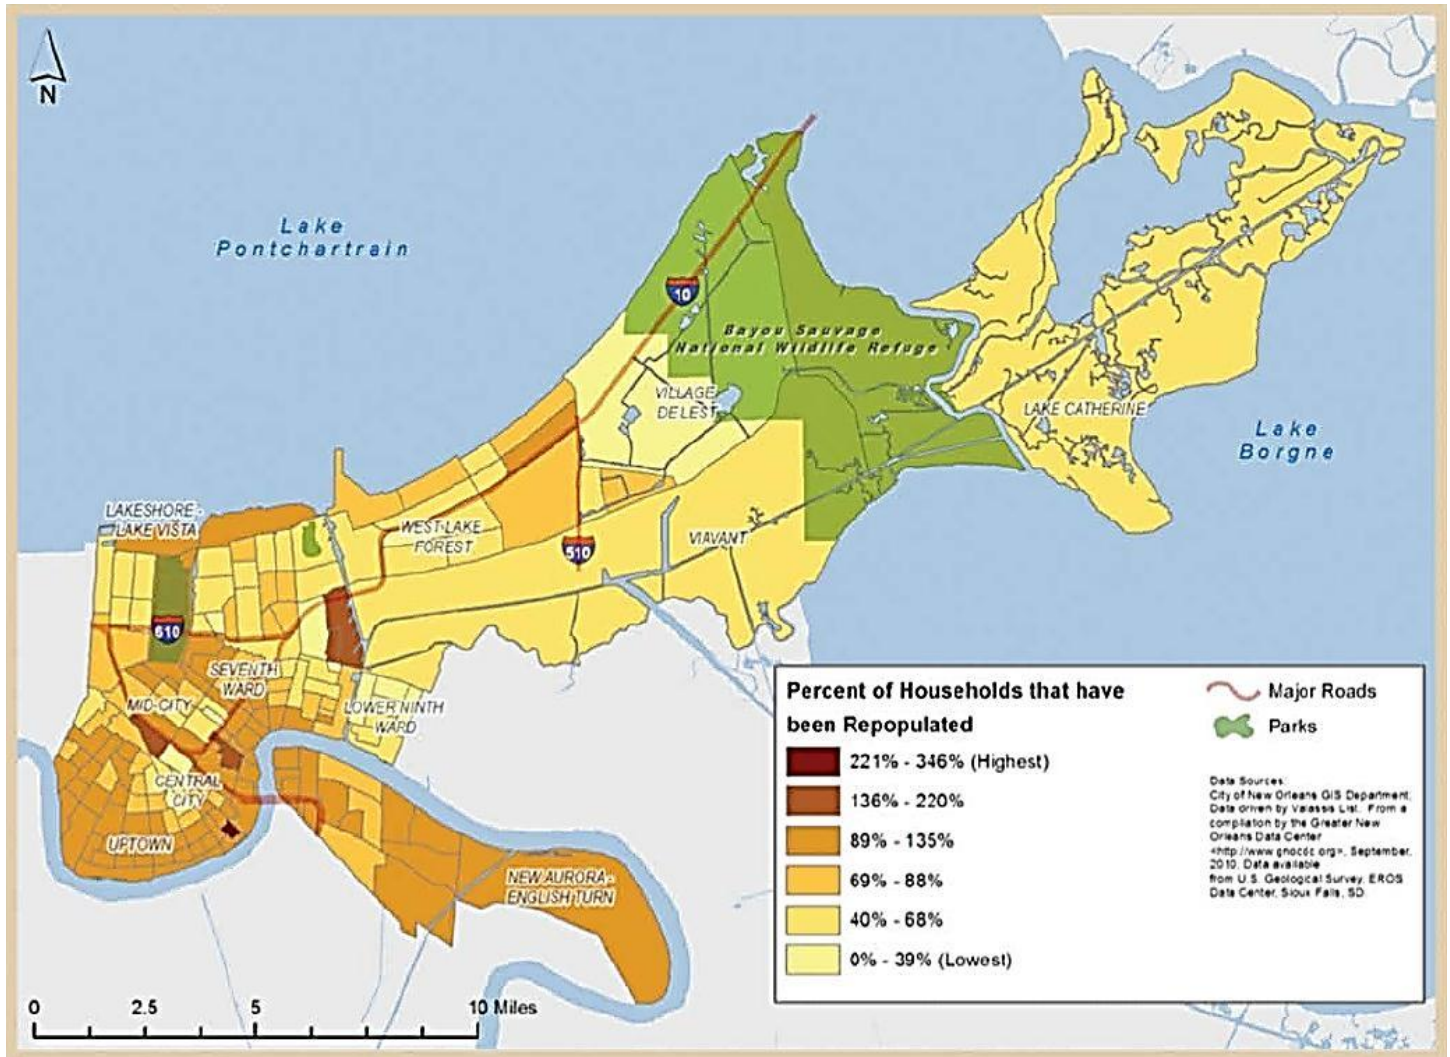 N
Lake
Pontchartrain
10
Bayou Sauvage
National Wildlife Refuge
VILLAGE
DE LEST
LAKE CATHERINE
Lake
Borgne
LAKESHORE -
LAKE VISTA
WEST LAKE
FOREST
510
VIAVANT
610
SEVENTH
WARD
MID-CITY
LOWER NINTH
WARD
CENTRAL
CITY
UPTOWN
NEW AURORA -
ENGLISH TURN
0 2.5 5 10 Miles
Percent of Households that have
been Repopulated
221% - 346% (Highest)
136% - 220%
89% - 135%
69% - 88%
40% - 68%
0% - 39% (Lowest)
Major Roads
Parks
Data Sources:
City of New Orleans GIS Department;
Data driven by Valassis List. From a
compilation by the Greater New
Orleans Data Center
<http://www.gnocdc.org>, September,
2010. Data available
from U.S. Geological Survey, EROS
Data Center, Sioux Falls, SD.